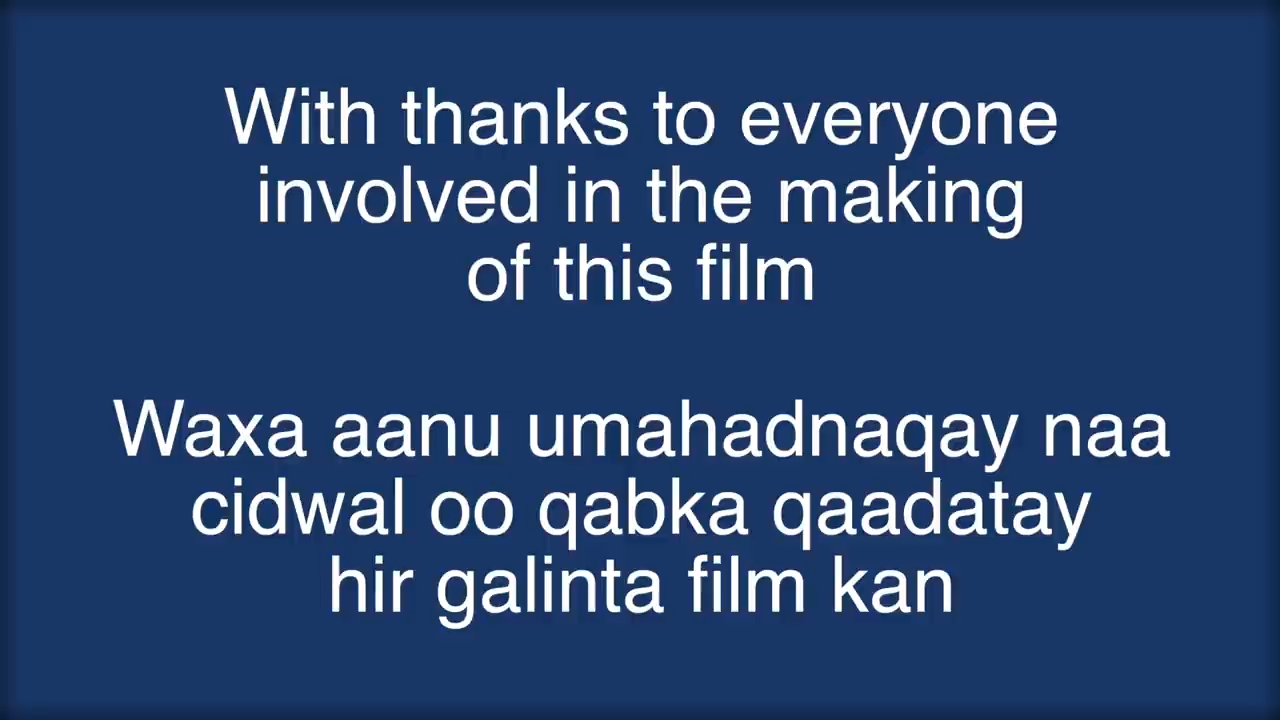 With thanks to everyone
involved in the making
of this film
Waxa aanu umahadnaqay naa
cidwal oo qabka qaadatay
hir galinta film kan